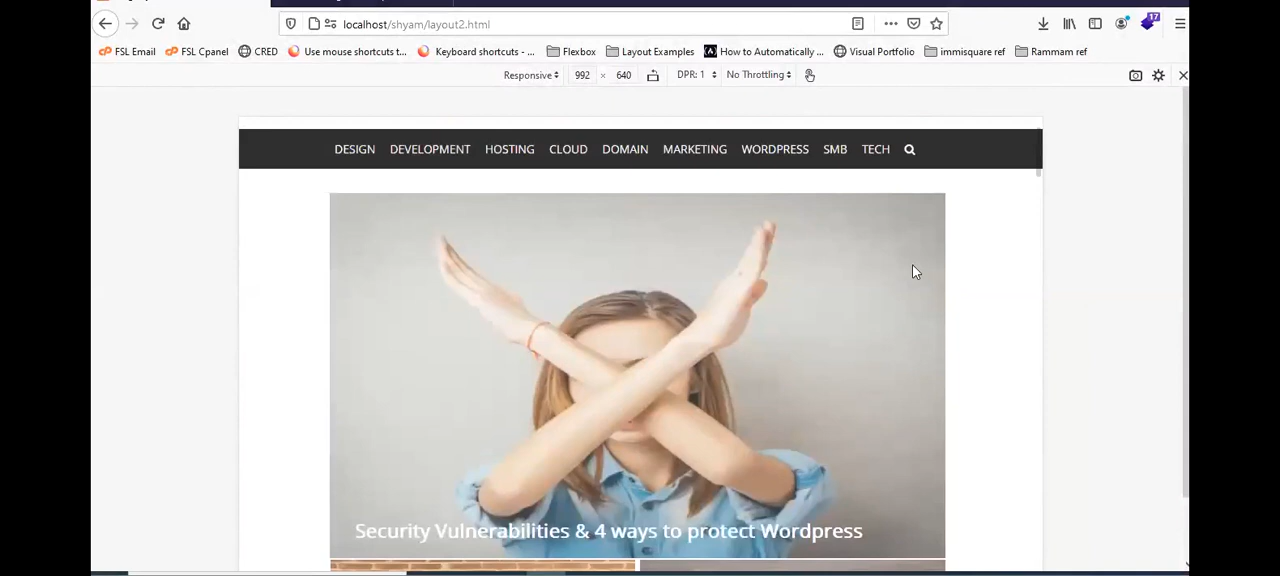 localhost/shyam/layout2.html
17
FSL Email FSL Cpanel CRED Use mouse shortcuts t... Keyboard shortcuts - ... Flexbox Layout Examples How to Automatically ... Visual Portfolio immisquare ref Rammam ref
Responsive 992 × 640 DPR: 1 No Throttling
DESIGN DEVELOPMENT HOSTING CLOUD DOMAIN MARKETING WORDPRESS SMB TECH
Security Vulnerabilities & 4 ways to protect Wordpress